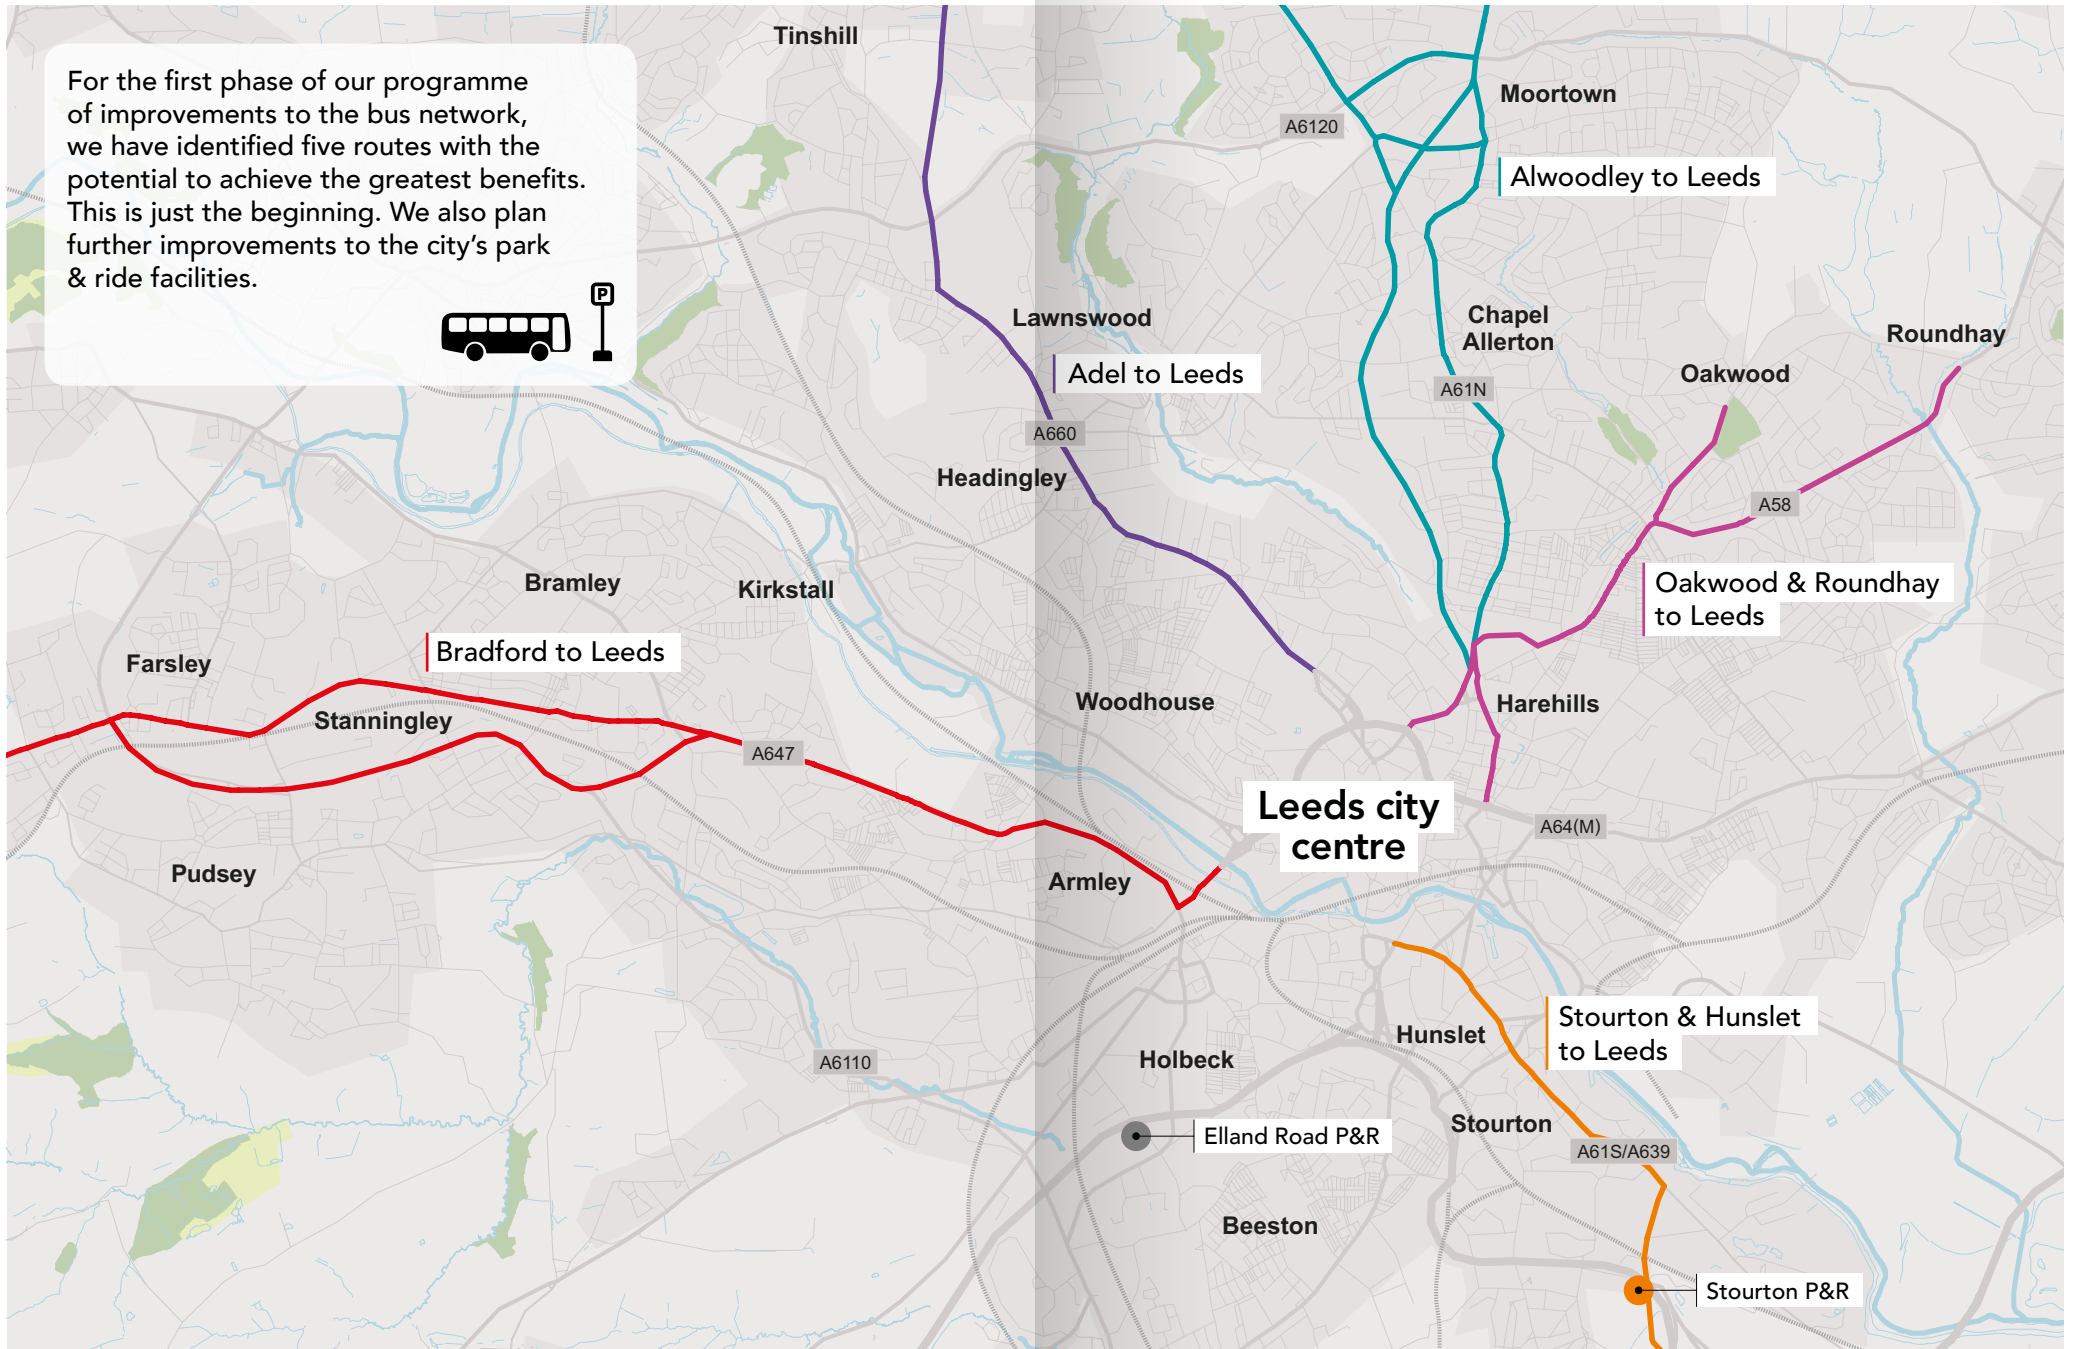 For the first phase of our programme
of improvements to the bus network,
we have identified five routes with the
potential to achieve the greatest benefits.
This is just the beginning. We also plan
further improvements to the city's park
& ride facilities.
P
Tinshill
Moortown
A6120
Alwoodley to Leeds
Lawnswood
Chapel
Allerton
Roundhay
Oakwood
Adel to Leeds
A61N
A660
Headingley
A58
Bramley
Kirkstall
Oakwood & Roundhay
to Leeds
Bradford to Leeds
Farsley
Stanningley
Woodhouse
Harehills
A647
Leeds city
centre
A64(M)
Pudsey
Armley
Stourton & Hunslet
to Leeds
Hunslet
Holbeck
A6110
Stourton
Elland Road P&R
A61S/A639
Beeston
Stourton P&R